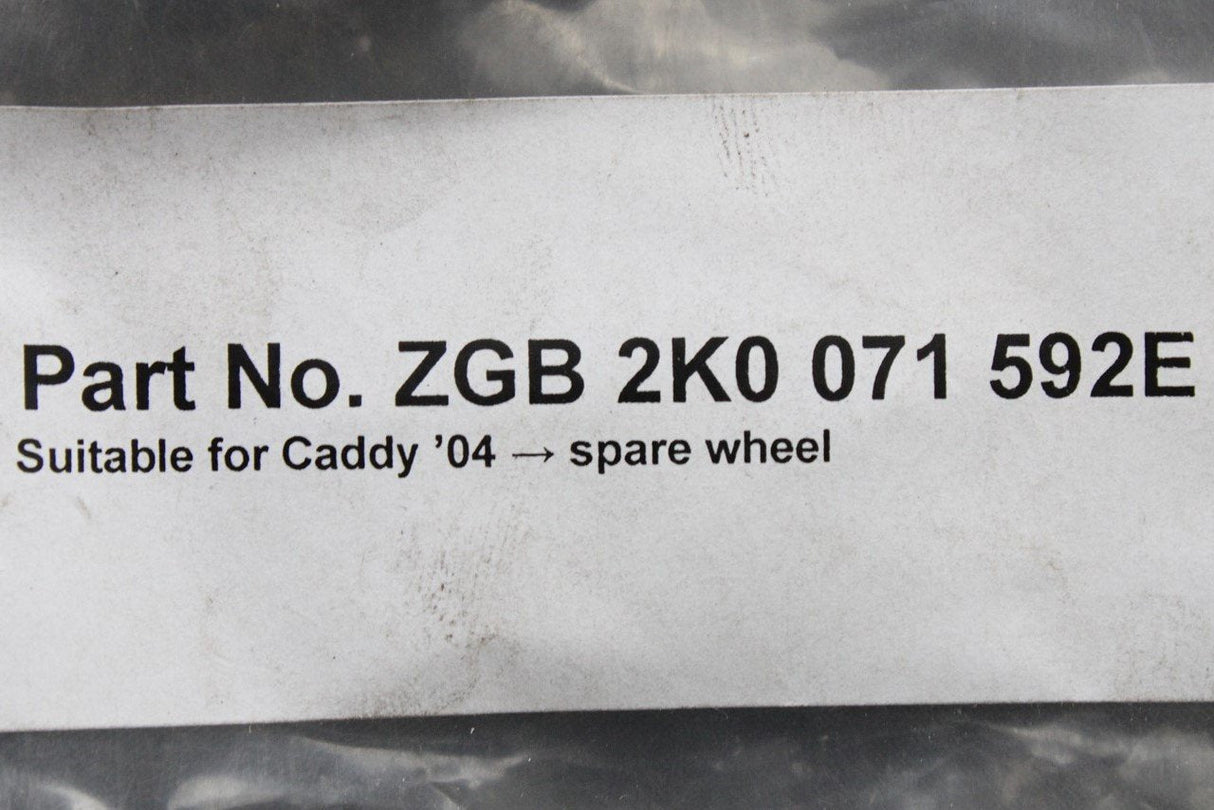 Part No. ZGB 2K0 071 592E
Suitable for Caddy ’04 → spare wheel